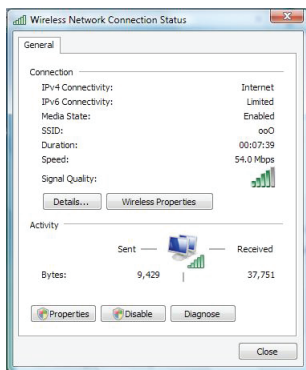 Wireless Network Connection Status
General
Connection
IPv4 Connectivity: Internet
IPv6 Connectivity: Limited
Media State: Enabled
SSID: ooO
Duration: 00:07:39
Speed: 54.0 Mbps
Signal Quality:
Details... Wireless Properties
Activity
Sent — Received
Bytes: 9,429 | 37,751
Properties Disable Diagnose
Close